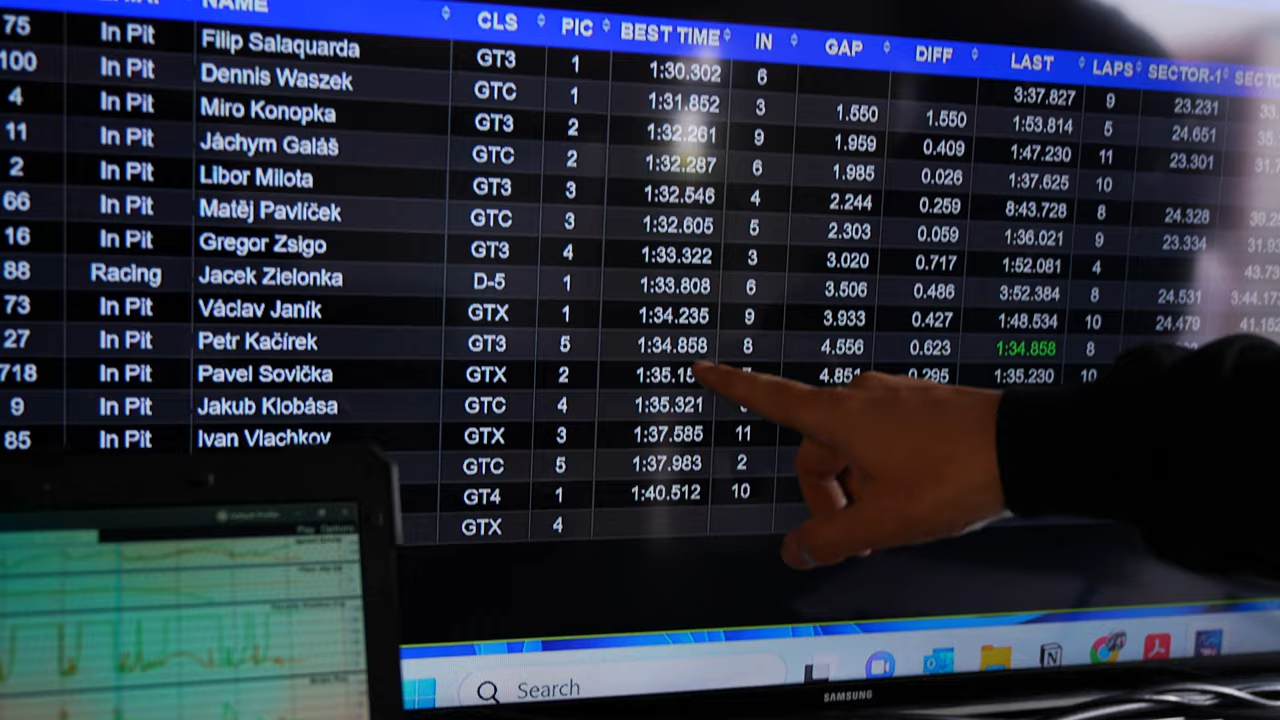 NAME CLS PIC BEST TIME IN GAP DIFF LAST LAPS SECTOR-1
75 In Pit Filip Salaquarda GT3 1 1:30.302 6 3:37.827 9 23.231
100 In Pit Dennis Waszek GTC 1 1:31.852 3 1.550 1.550 1:53.814 5 24.651
4 In Pit Miro Konopka GT3 2 1:32.261 9 1.959 0.409 1:47.230 11 23.301
11 In Pit Jáchym Galáš GTC 2 1:32.287 6 1.985 0.026 1:37.625 10
2 In Pit Libor Milota GT3 3 1:32.546 4 2.244 0.259 8:43.728 8 24.328
66 In Pit Matěj Pavlíček GTC 3 1:32.605 5 2.303 0.059 1:36.021 9 23.334
16 In Pit Gregor Zsigo GT3 4 1:33.322 3 3.020 0.717 1:52.081 4
88 Racing Jacek Zielonka D-5 1 1:33.808 6 3.506 0.486 3:52.384 8 24.531
73 In Pit Václav Janík GTX 1 1:34.235 9 3.933 0.427 1:48.534 10 24.479
27 In Pit Petr Kačírek GT3 5 1:34.858 8 4.556 0.623 1:34.858 8
718 In Pit Pavel Sovička GTX 2 4.851 0.295 1:35.230 10
9 In Pit Jakub Klobása GTC 4 1:35.321
85 In Pit Ivan Vlachkov GTX 3 1:37.585 11
GTC 5 1:37.983 2
GT4 1 1:40.512 10
GTX 4
Search
SAMSUNG